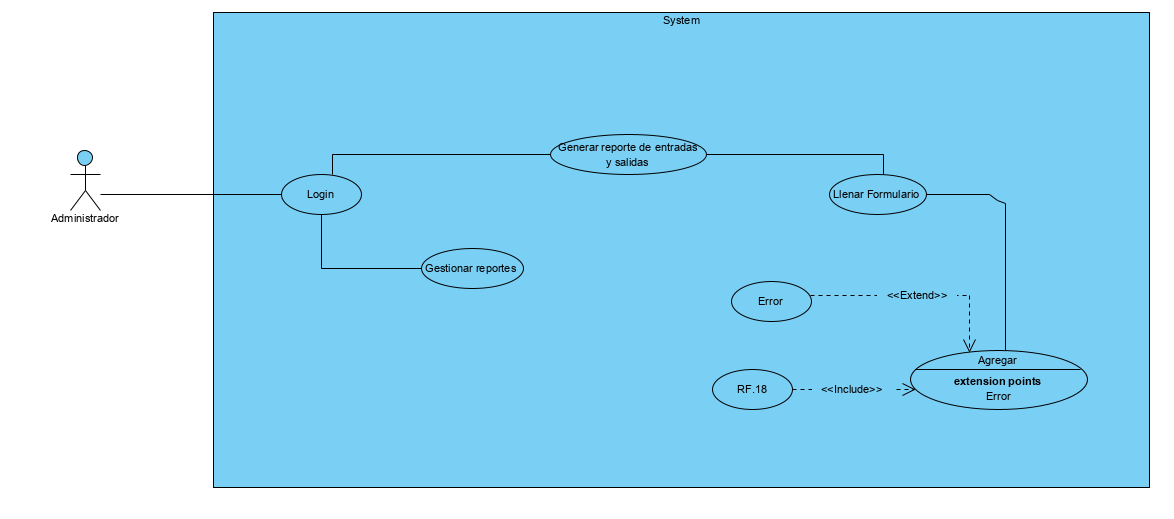 System
Generar reporte de entradas
y salidas
Login
Llenar Formulario
Administrador
Gestionar reportes
Error
<<Extend>>
Agregar
extension points
Error
RF.18
<<Include>>